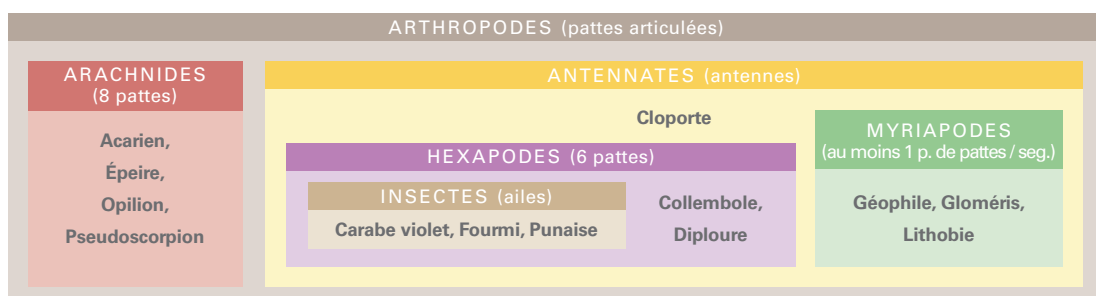 ARTHROPODES (pattes articulées)
ARACHNIDES
(8 pattes)
Acarien,
Épeire,
Opilion,
Pseudoscorpion
ANTENNATES (antennes)
Cloporte
HEXAPODES (6 pattes)
INSECTES (ailes)
Carabe violet, Fourmi, Punaise
Collembole,
Diploure
MYRIAPODES
(au moins 1 p. de pattes / seg.)
Géophile, Gloméris,
Lithobie